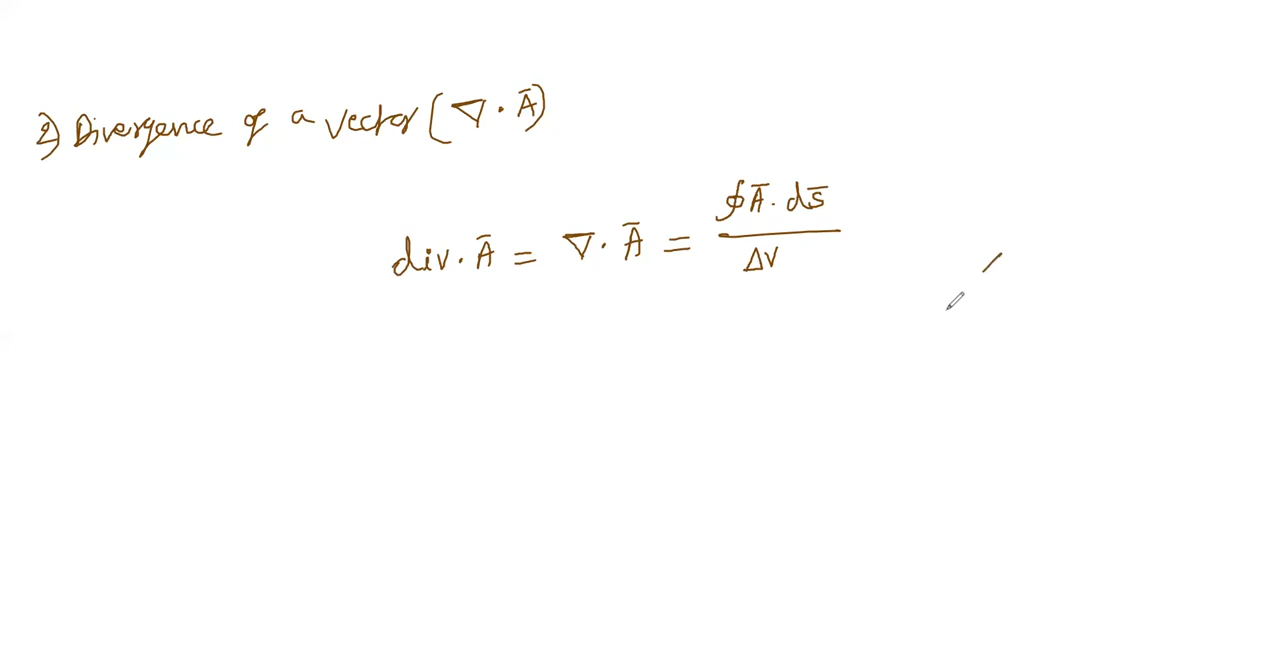 2) Divergence of a vector (∇ · Ā)
div · Ā = ∇ · Ā = ∮Ā · ds̄ / ΔV